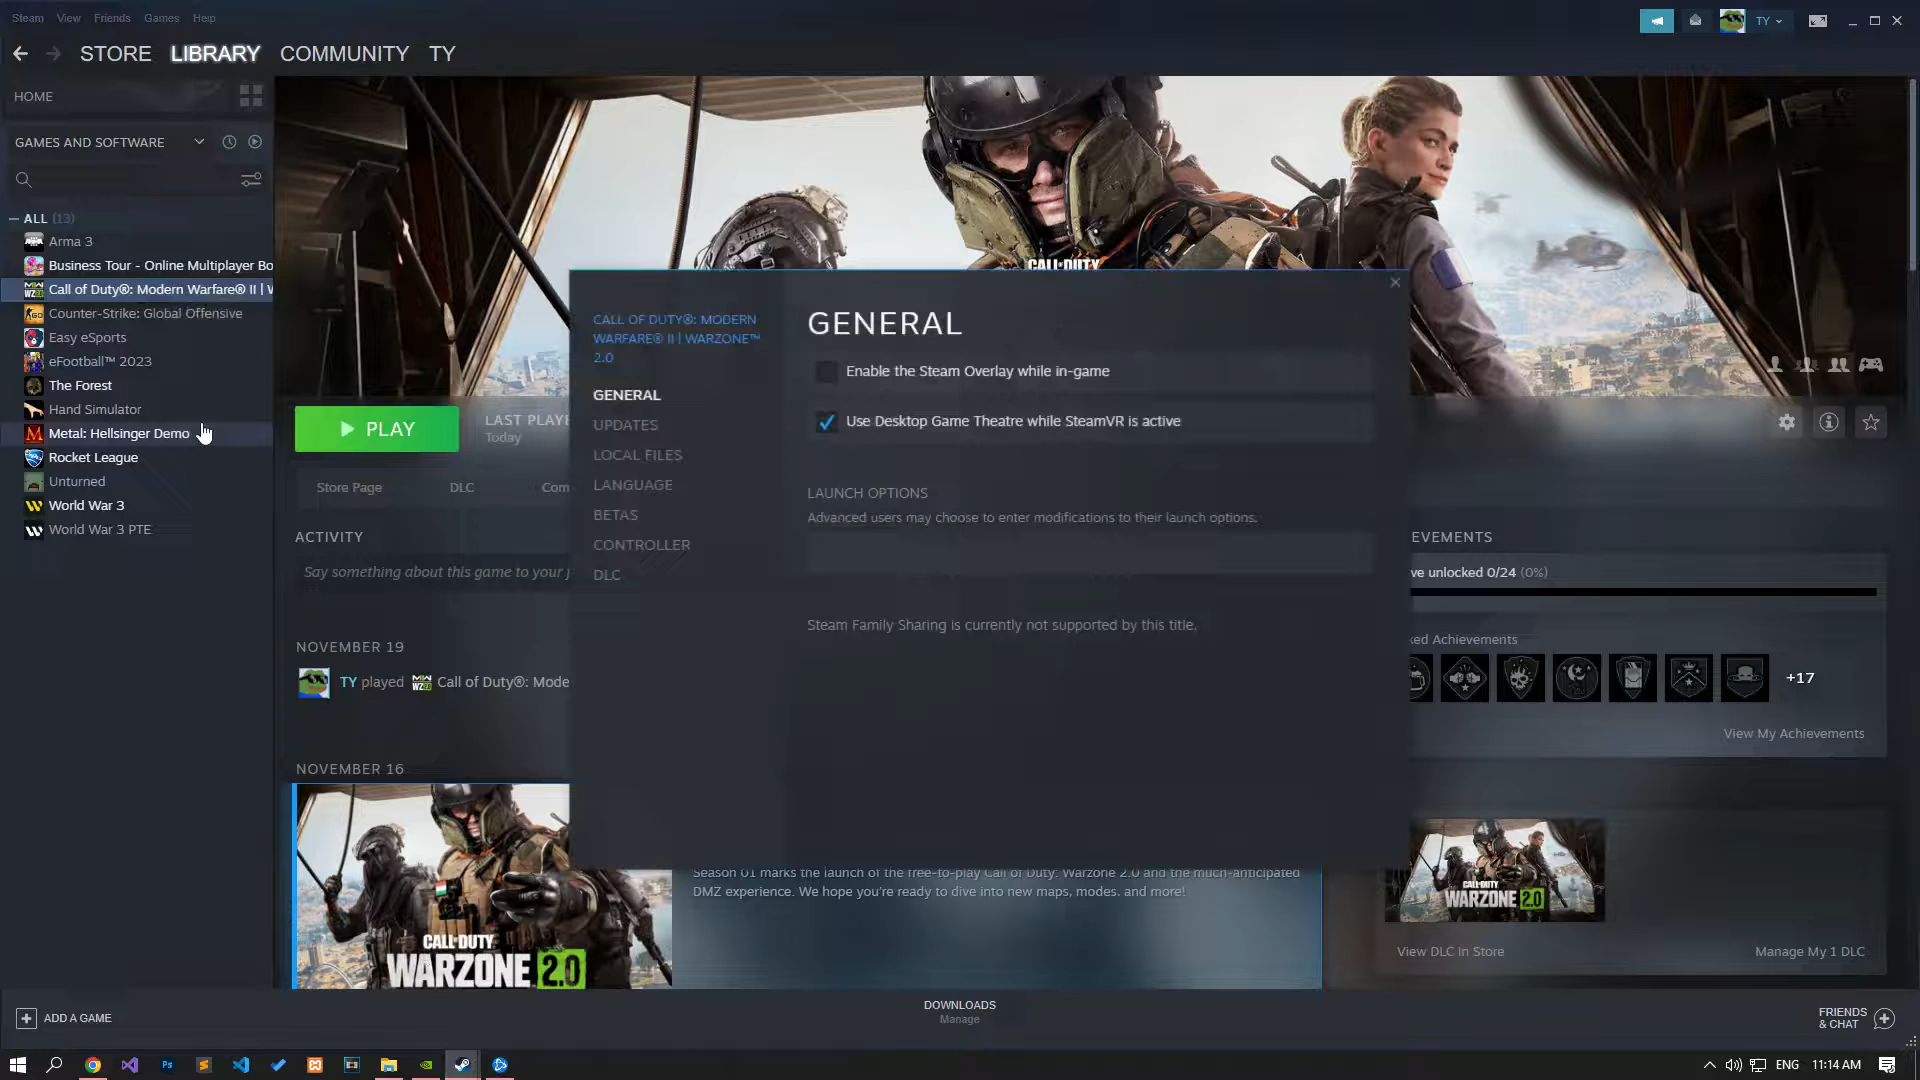 Steam View Friends Games Help
TY
STORE LIBRARY COMMUNITY TY
HOME
GAMES AND SOFTWARE
ALL (13)
Arma 3
Business Tour - Online Multiplayer Bo
Call of Duty®: Modern Warfare® II |
Counter-Strike: Global Offensive
Easy eSports
eFootball™ 2023
The Forest
Hand Simulator
Metal: Hellsinger Demo
Rocket League
Unturned
World War 3
World War 3 PTE
CALL OF DUTY
CALL OF DUTY®: MODERN
WARFARE® II | WARZONE™
2.0
GENERAL
UPDATES
LOCAL FILES
LANGUAGE
BETAS
CONTROLLER
DLC
GENERAL
Enable the Steam Overlay while in-game
Use Desktop Game Theatre while SteamVR is active
LAUNCH OPTIONS
Advanced users may choose to enter modifications to their launch options.
Steam Family Sharing is currently not supported by this title.
PLAY
LAST PLAYE
Today
Store Page DLC Com
ACTIVITY
Say something about this game to your
NOVEMBER 19
TY played Call of Duty®: Mode
NOVEMBER 16
CALL OF DUTY
WARZONE 2.0
Season 01 marks the launch of the free-to-play Call of Duty: Warzone 2.0 and the much-anticipated
DMZ experience. We hope you're ready to dive into new maps, modes. and more!
EVEMENTS
ve unlocked 0/24 (0%)
ked Achievements
+17
View My Achievements
CALL OF DUTY
WARZONE 2.0
View DLC In Store
Manage My 1 DLC
ADD A GAME
DOWNLOADS
Manage
FRIENDS
& CHAT
ENG 11:14 AM